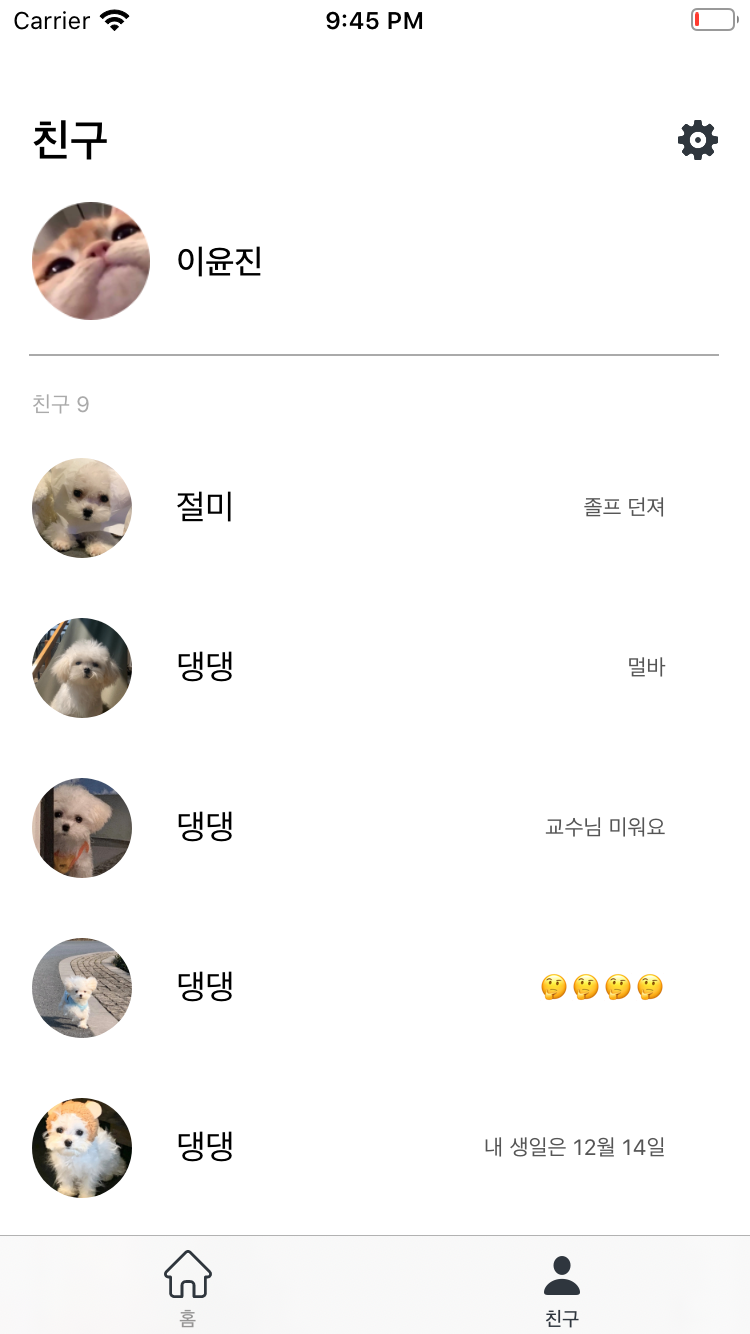 Carrier 9:45 PM
친구
이윤진
친구 9
절미 졸프 던져
댕댕 멀바
댕댕 교수님 미워요
댕댕 🤔🤔🤔🤔
댕댕 내 생일은 12월 14일
홈 친구